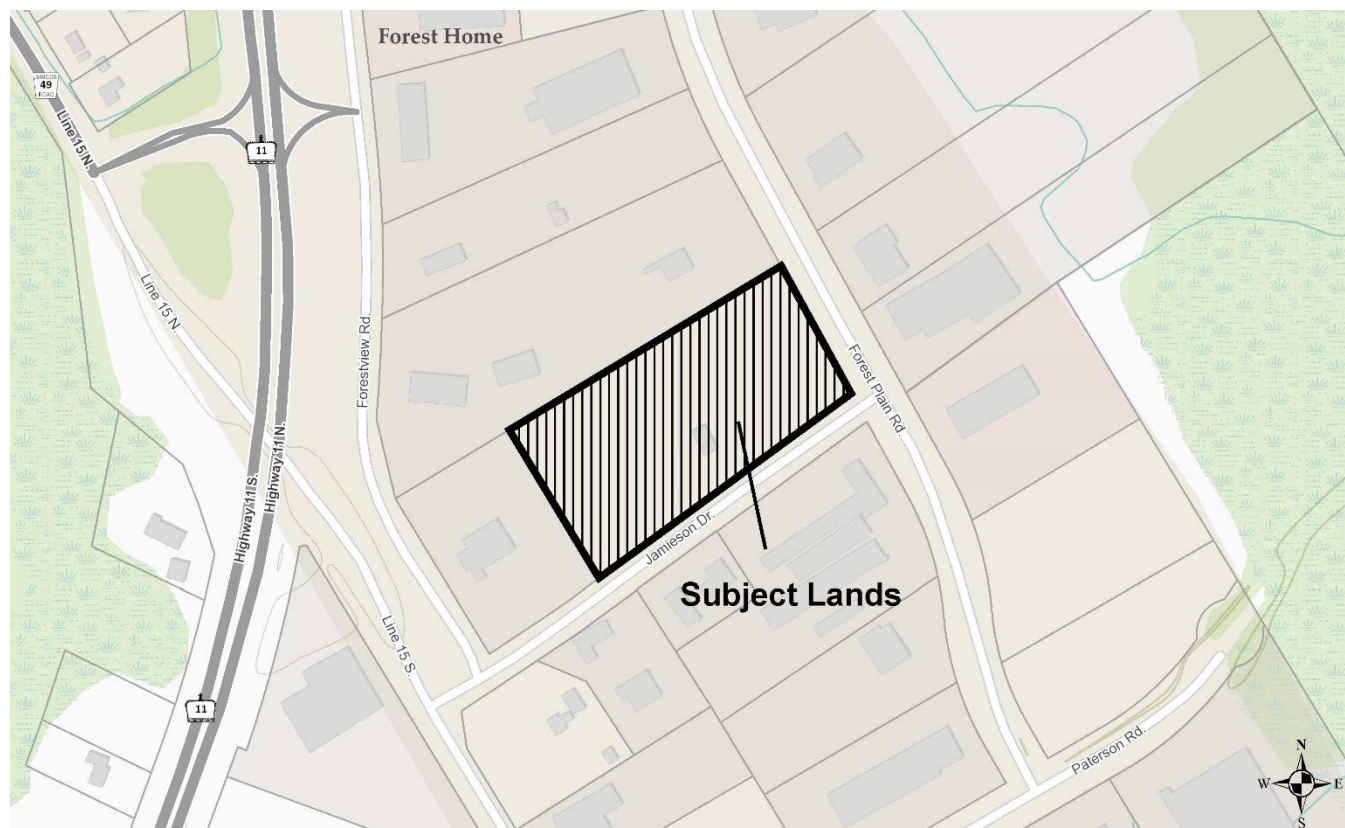 Forest Home
SIMCOE
49
ROAD
Line 15 N.
11
Line 15 N.
Forestview Rd.
Forest Plain Rd.
Highway 11 S.
Highway 11 N.
Jamieson Dr.
Subject Lands
Line 15 S.
11
Paterson Rd.
N
W
E
S